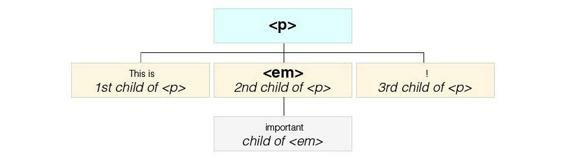 <p>
This is
1st child of <p>
<em>
2nd child of <p>
!
3rd child of <p>
important
child of <em>